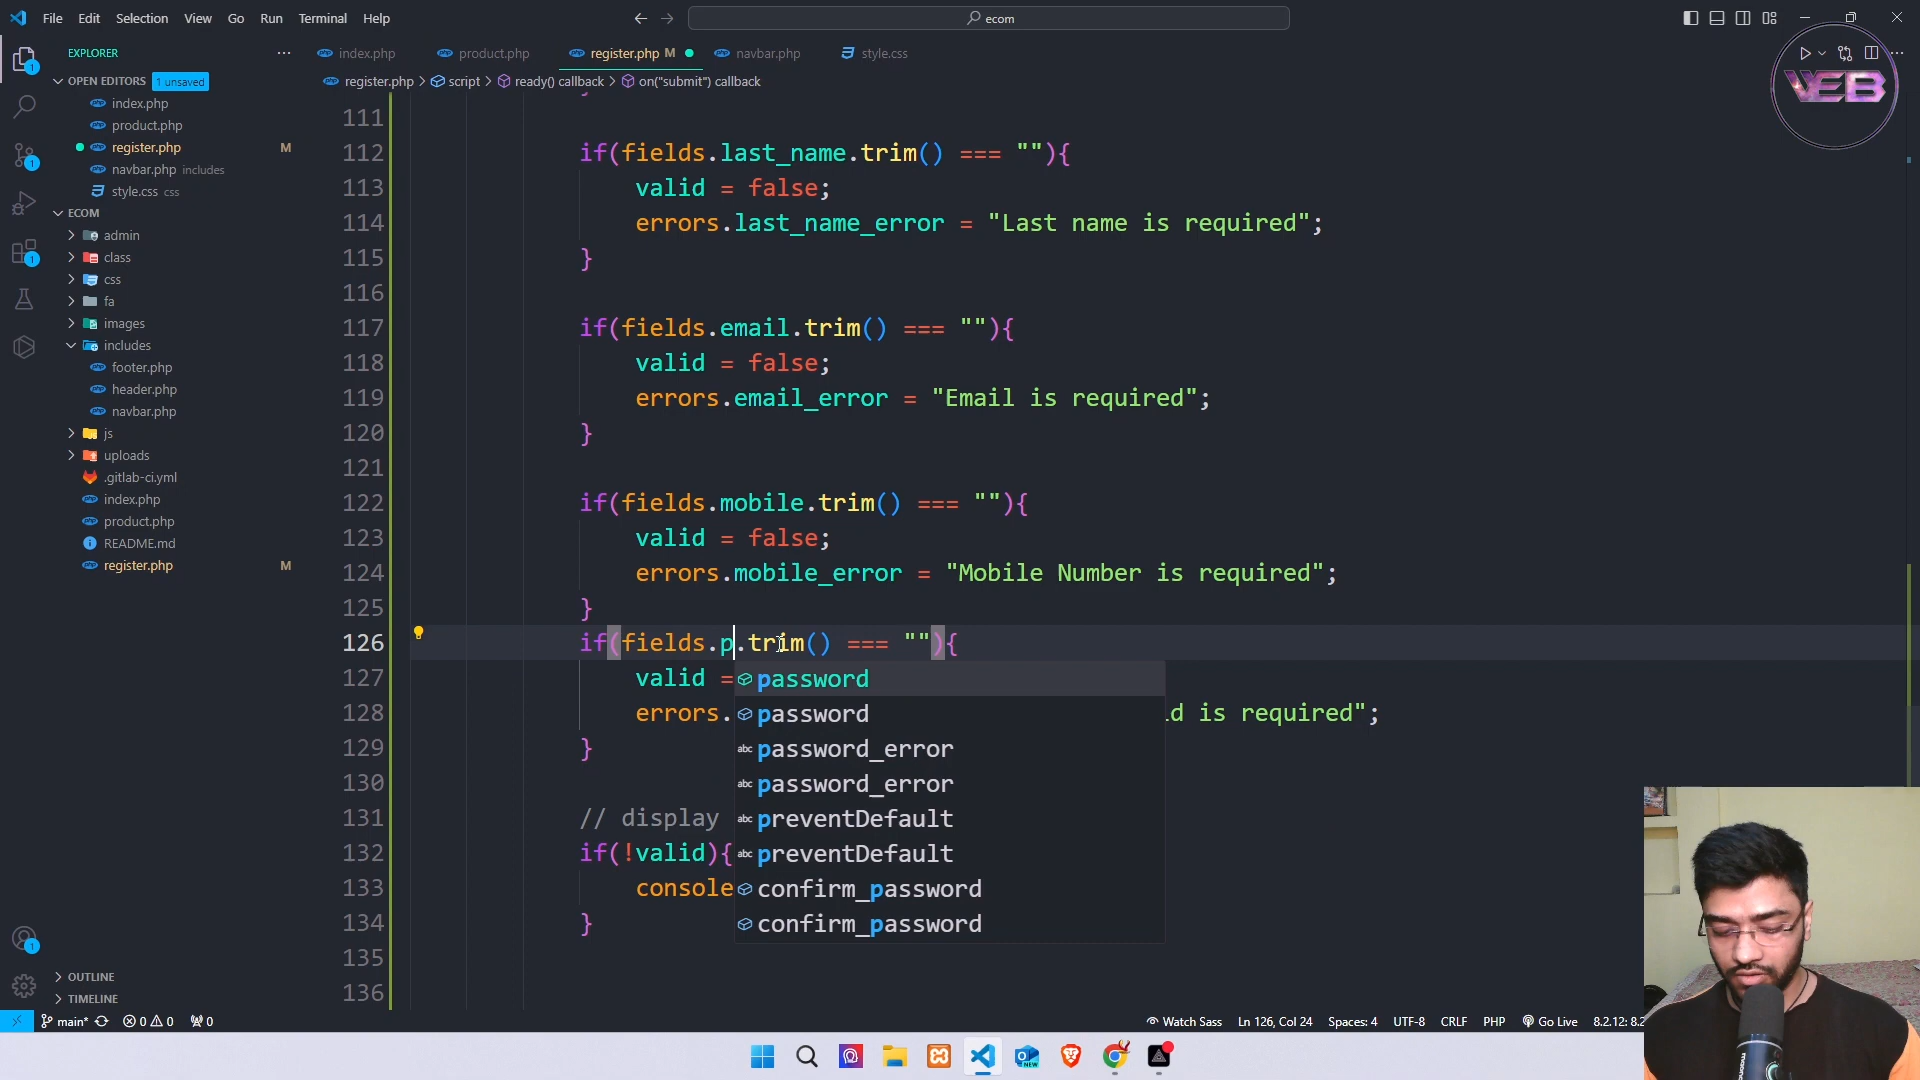 File Edit Selection View Go Run Terminal Help
ecom
EXPLORER
OPEN EDITORS 1 unsaved
index.php
product.php
register.php M
navbar.php includes
style.css css
ECOM
admin
class
css
fa
images
includes
footer.php
header.php
navbar.php
js
uploads
.gitlab-ci.yml
index.php
product.php
README.md
register.php M
OUTLINE
TIMELINE
index.php product.php register.php M navbar.php style.css
register.php > script > ready() callback > on("submit") callback
WEB
111
112 if(fields.last_name.trim() === ""){
113 valid = false;
114 errors.last_name_error = "Last name is required";
115 }
116
117 if(fields.email.trim() === ""){
118 valid = false;
119 errors.email_error = "Email is required";
120 }
121
122 if(fields.mobile.trim() === ""){
123 valid = false;
124 errors.mobile_error = "Mobile Number is required";
125 }
126 if(fields.p.trim() === ""){
127 valid =
128 errors. d is required";
129 }
130
131 // display
132 if(!valid){
133 console
134 }
135
136
password
password
abc password_error
abc password_error
abc preventDefault
abc preventDefault
confirm_password
confirm_password
main* 0 0 0
Watch Sass Ln 126, Col 24 Spaces: 4 UTF-8 CRLF PHP Go Live 8.2.12: 8.2